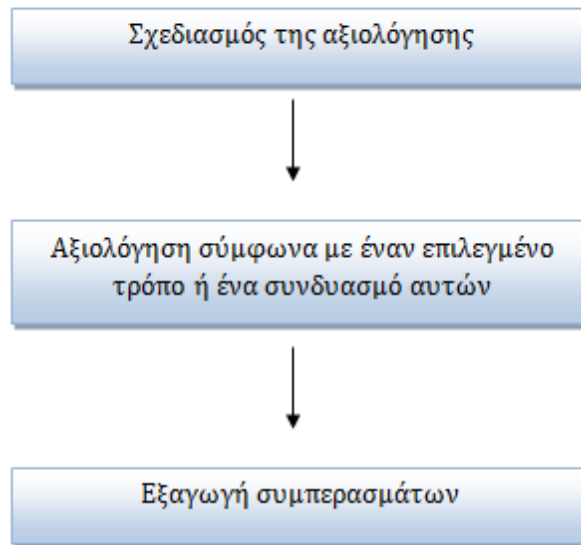 Σχεδιασμός της αξιολόγησης
Αξιολόγηση σύμφωνα με έναν επιλεγμένο
τρόπο ή ένα συνδυασμό αυτών
Εξαγωγή συμπερασμάτων